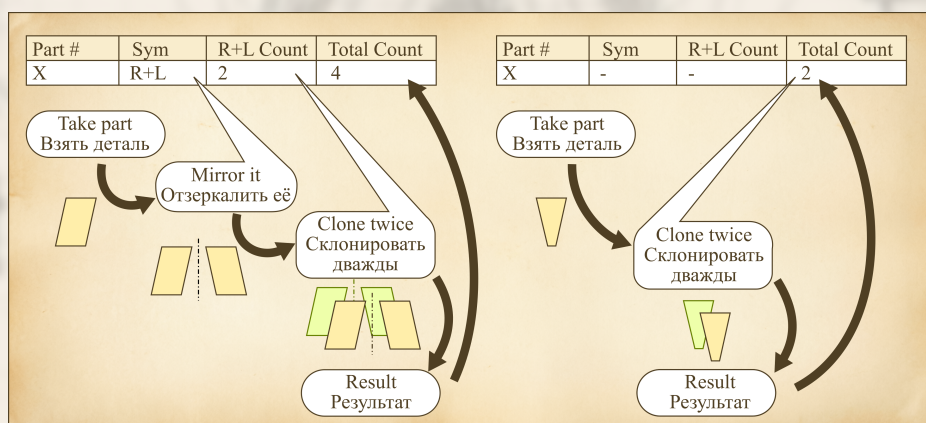 Part # Sym R+L Count Total Count
X R+L 2 4
Take part
Взять деталь
Mirror it
Отзеркалить её
Clone twice
Склонировать
дважды
Result
Результат
Part # Sym R+L Count Total Count
X - - 2
Take part
Взять деталь
Clone twice
Склонировать
дважды
Result
Результат